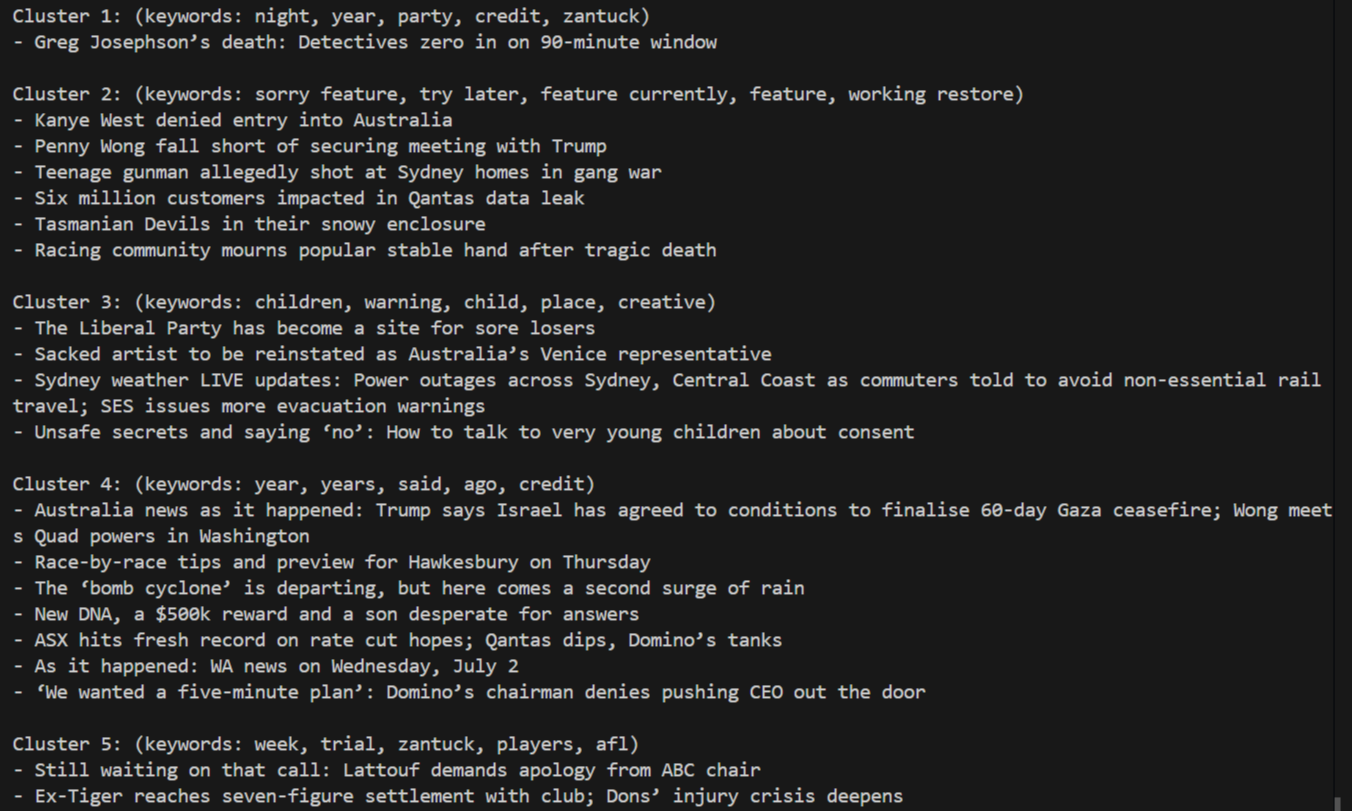 Cluster 1: (keywords: night, year, party, credit, zantuck)
- Greg Josephson’s death: Detectives zero in on 90-minute window
Cluster 2: (keywords: sorry feature, try later, feature currently, feature, working restore)
- Kanye West denied entry into Australia
- Penny Wong fall short of securing meeting with Trump
- Teenage gunman allegedly shot at Sydney homes in gang war
- Six million customers impacted in Qantas data leak
- Tasmanian Devils in their snowy enclosure
- Racing community mourns popular stable hand after tragic death
Cluster 3: (keywords: children, warning, child, place, creative)
- The Liberal Party has become a site for sore losers
- Sacked artist to be reinstated as Australia’s Venice representative
- Sydney weather LIVE updates: Power outages across Sydney, Central Coast as commuters told to avoid non-essential rail
travel; SES issues more evacuation warnings
- Unsafe secrets and saying ‘no’: How to talk to very young children about consent
Cluster 4: (keywords: year, years, said, ago, credit)
- Australia news as it happened: Trump says Israel has agreed to conditions to finalise 60-day Gaza ceasefire; Wong meet
s Quad powers in Washington
- Race-by-race tips and preview for Hawkesbury on Thursday
- The ‘bomb cyclone’ is departing, but here comes a second surge of rain
- New DNA, a $500k reward and a son desperate for answers
- ASX hits fresh record on rate cut hopes; Qantas dips, Domino’s tanks
- As it happened: WA news on Wednesday, July 2
- ‘We wanted a five-minute plan’: Domino’s chairman denies pushing CEO out the door
Cluster 5: (keywords: week, trial, zantuck, players, afl)
- Still waiting on that call: Lattouf demands apology from ABC chair
- Ex-Tiger reaches seven-figure settlement with club; Dons’ injury crisis deepens